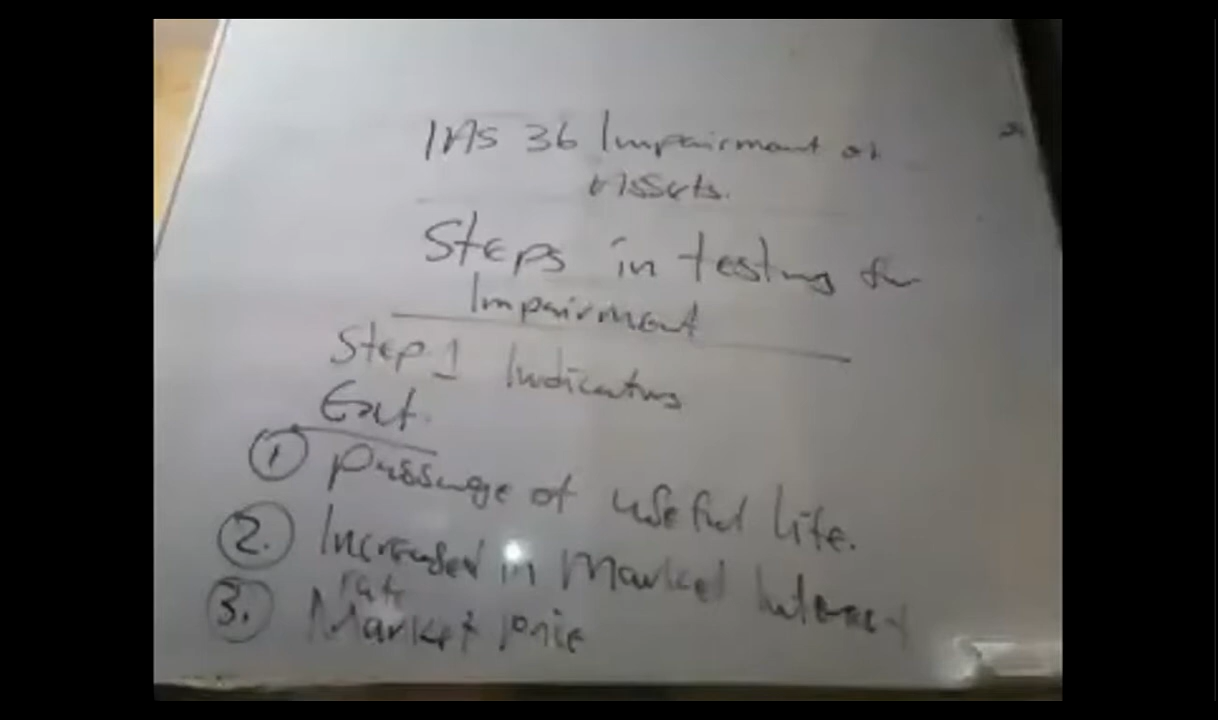 IAS 36 Impairment of
Assets.
Steps in testing for
Impairment
Step 1 Indicators
Ext.
① passage of useful life.
②. Increased in Market Interest
rate
③. Market price